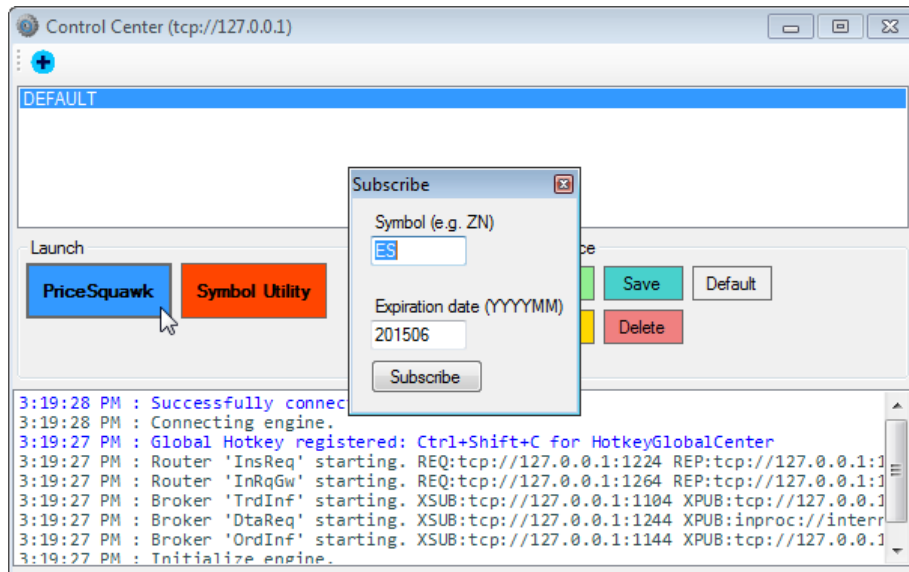 Control Center (tcp://127.0.0.1)
DEFAULT
Subscribe
Symbol (e.g. ZN)
ES
Expiration date (YYYYMM)
201506
Subscribe
Launch
PriceSquawk
Symbol Utility
Save
Default
Delete
3:19:28 PM : Successfully
3:19:28 PM : Connecting engine.
3:19:27 PM : Global Hotkey registered: Ctrl+Shift+C for HotkeyGlobalCenter
3:19:27 PM : Router 'InsReq' starting. REQ:tcp://127.0.0.1:1224 REP:tcp://127.0.0.1:1
3:19:27 PM : Router 'InRqGw' starting. REQ:tcp://127.0.0.1:1264 REP:tcp://127.0.0.1:1
3:19:27 PM : Broker 'TrdInf' starting. XSUB:tcp://127.0.0.1:1104 XPUB:tcp://127.0.0.1
3:19:27 PM : Broker 'DtaReq' starting. XSUB:tcp://127.0.0.1:1244 XPUB:inproc://intern
3:19:27 PM : Broker 'OrdInf' starting. XSUB:tcp://127.0.0.1:1144 XPUB:tcp://127.0.0.1
3:19:27 PM : Initialize engine.